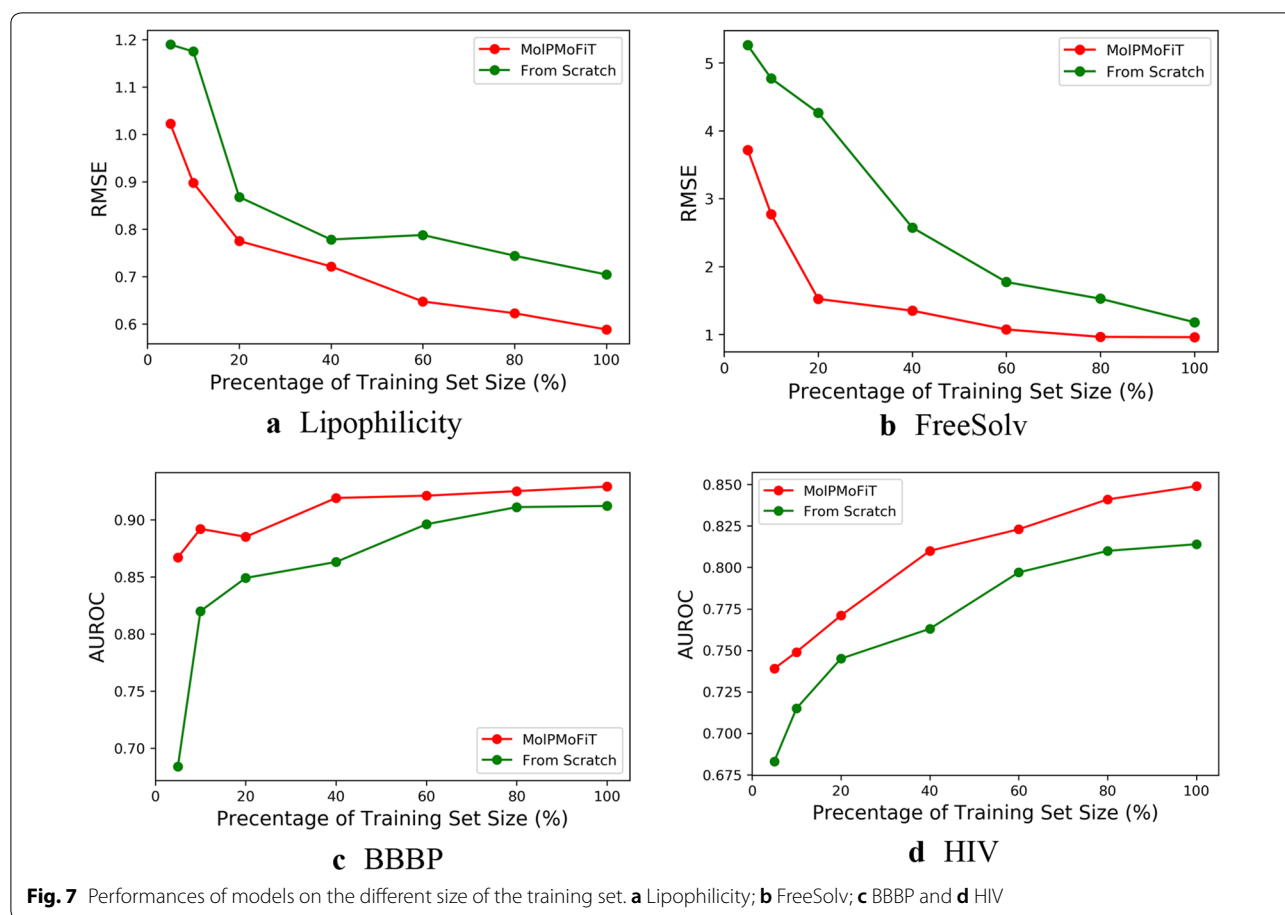 1.2
1.1
1.0
0.9
0.8
0.7
0.6
RMSE
MolPMoFiT
From Scratch
0 20 40 60 80 100
Precentage of Training Set Size (%)
a Lipophilicity
5
4
3
2
1
RMSE
MolPMoFiT
From Scratch
0 20 40 60 80 100
Precentage of Training Set Size (%)
b FreeSolv
0.90
0.85
0.80
0.75
0.70
AUROC
MolPMoFiT
From Scratch
0 20 40 60 80 100
Precentage of Training Set Size (%)
c BBBP
0.850
0.825
0.800
0.775
0.750
0.725
0.700
0.675
AUROC
MolPMoFiT
From Scratch
0 20 40 60 80 100
Precentage of Training Set Size (%)
d HIV
Fig. 7 Performances of models on the different size of the training set. a Lipophilicity; b FreeSolv; c BBBP and d HIV